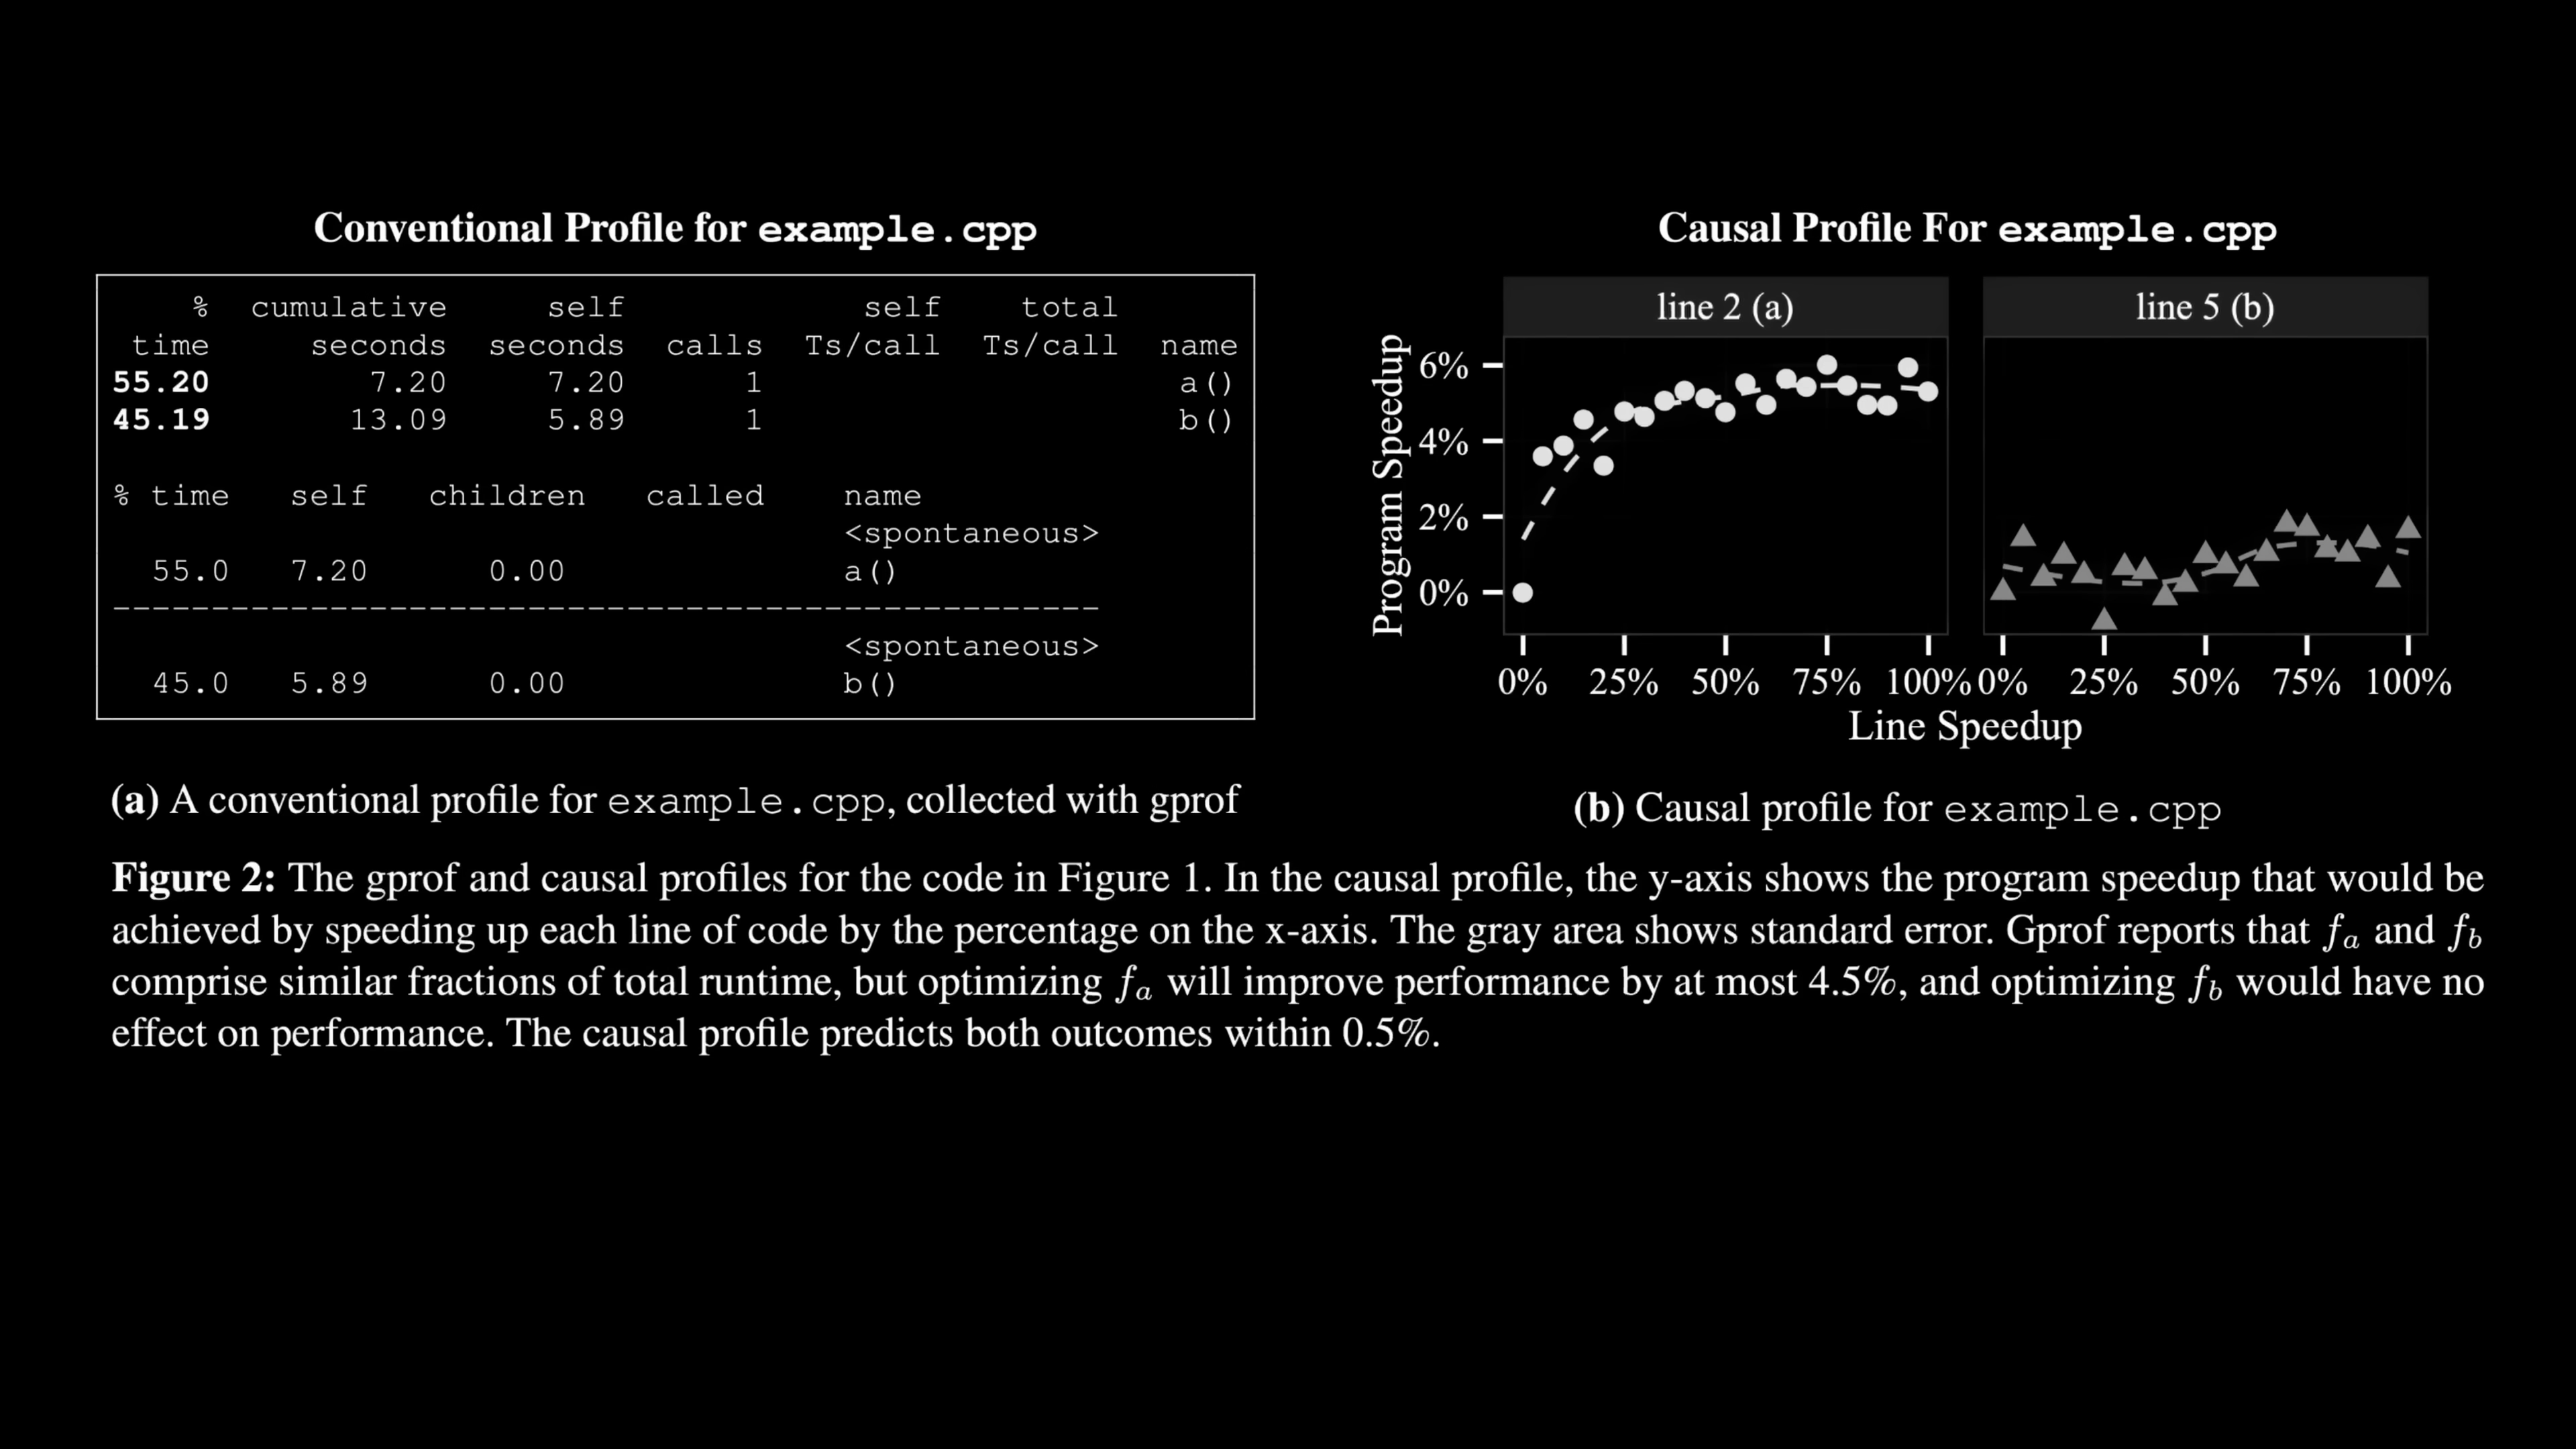 Conventional Profile for example.cpp
% cumulative self self total
time seconds seconds calls Ts/call Ts/call name
55.20 7.20 7.20 1 a()
45.19 13.09 5.89 1 b()
% time self children called name
<spontaneous>
55.0 7.20 0.00 a()
<spontaneous>
45.0 5.89 0.00 b()
(a) A conventional profile for example.cpp, collected with gprof
Causal Profile For example.cpp
line 2 (a) line 5 (b)
Program Speedup
6%
4%
2%
0%
0% 25% 50% 75% 100% 0% 25% 50% 75% 100%
Line Speedup
(b) Causal profile for example.cpp
Figure 2: The gprof and causal profiles for the code in Figure 1. In the causal profile, the y-axis shows the program speedup that would be
achieved by speeding up each line of code by the percentage on the x-axis. The gray area shows standard error. Gprof reports that fa and fb
comprise similar fractions of total runtime, but optimizing fa will improve performance by at most 4.5%, and optimizing fb would have no
effect on performance. The causal profile predicts both outcomes within 0.5%.